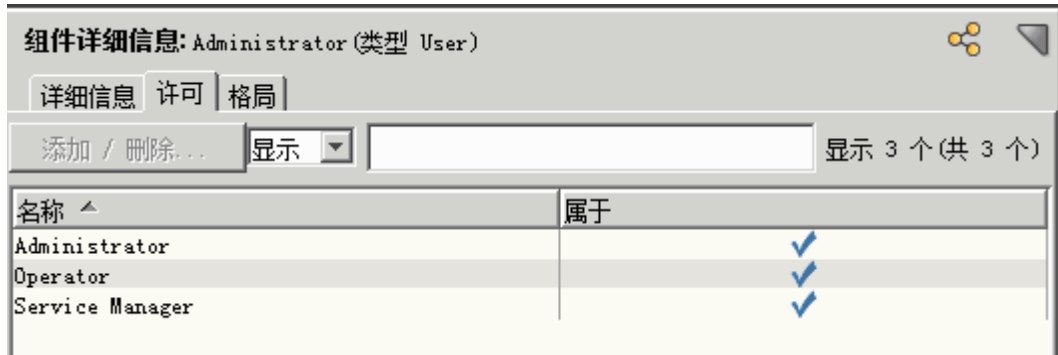 组件详细信息: Administrator(类型 User)
详细信息 许可 格局
添加 / 删除... 显示 显示 3 个(共 3 个)
名称 属于
Administrator
Operator
Service Manager